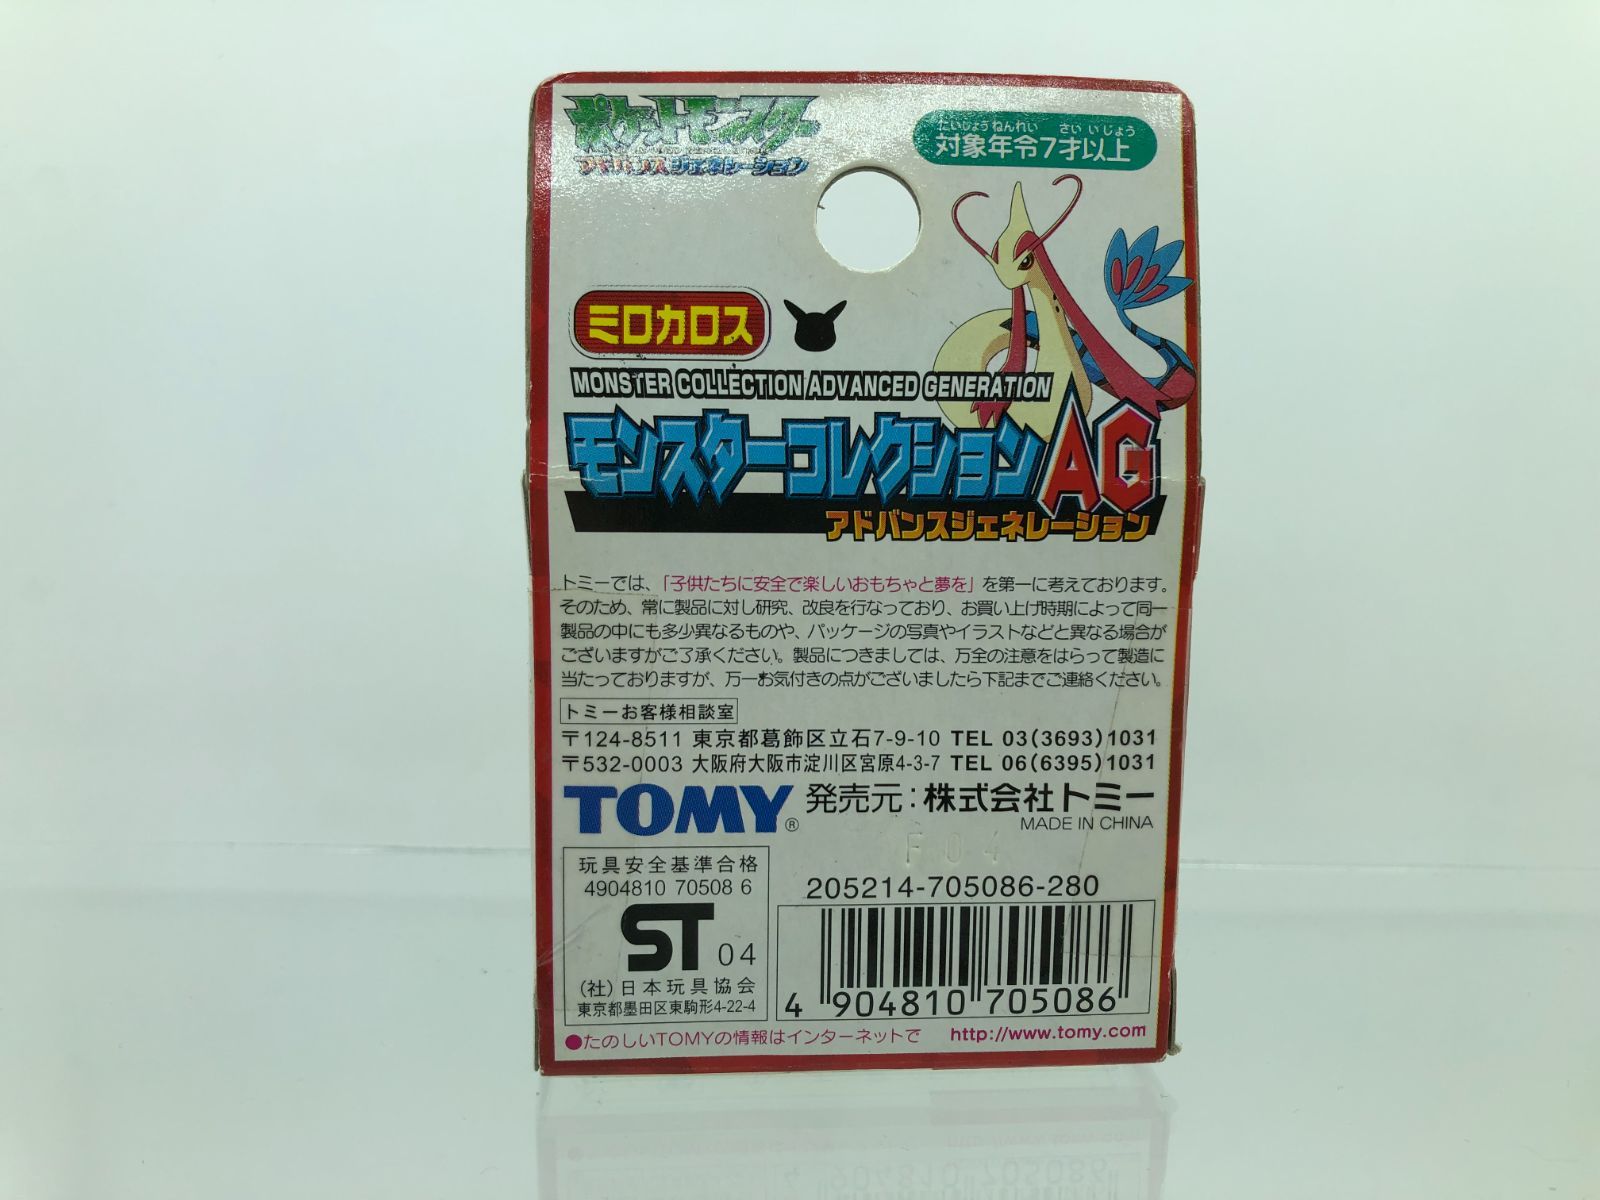 ポケットモンスター
アドバンスジェネレーション
たいしょうねんれい さいいじょう
対象年令7才以上
ミロカロス
MONSTER COLLECTION ADVANCED GENERATION
モンスターコレクションAG
アドバンスジェネレーション
トミーでは、「子供たちに安全で楽しいおもちゃと夢を」を第一に考えております。
そのため、常に製品に対し研究、改良を行なっており、お買い上げ時期によって同一
製品の中にも多少異なるものや、パッケージの写真やイラストなどと異なる場合が
ございますがご了承ください。製品につきましては、万全の注意をはらって製造に
当たっておりますが、万一お気付きの点がございましたら下記までご連絡ください。
トミーお客様相談室
〒124-8511 東京都葛飾区立石7-9-10 TEL 03(3693)1031
〒532-0003 大阪府大阪市淀川区宮原4-3-7 TEL 06(6395)1031
TOMY® 発売元:株式会社トミー
MADE IN CHINA
F04
玩具安全基準合格
4904810 70508 6
ST 04
(社)日本玩具協会
東京都墨田区東駒形4-22-4
205214-705086-280
4 904810 705086
●たのしいTOMYの情報はインターネットで http://www.tomy.com